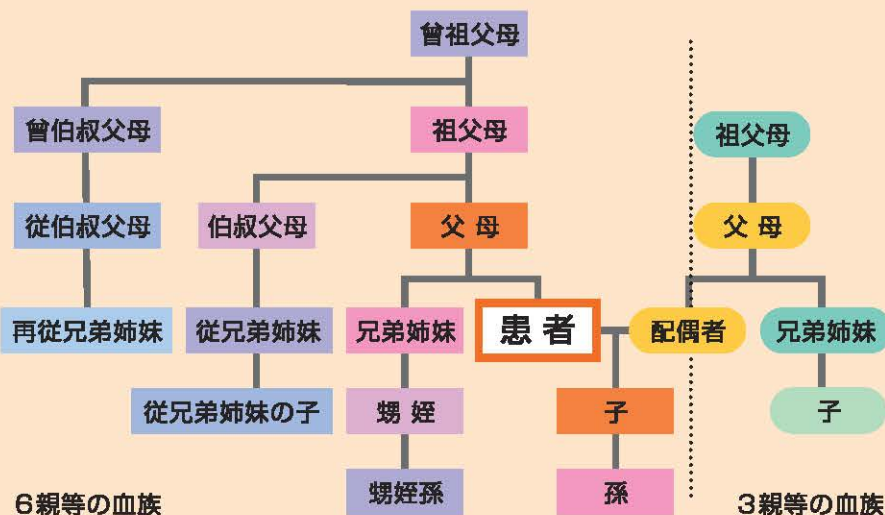 曾祖父母
曾伯叔父母
祖父母
祖父母
従伯叔父母
伯叔父母
父母
父母
再従兄弟姉妹
従兄弟姉妹
兄弟姉妹
患者
配偶者
兄弟姉妹
従兄弟姉妹の子
甥姪
子
子
甥姪孫
孫
6親等の血族
3親等の血族